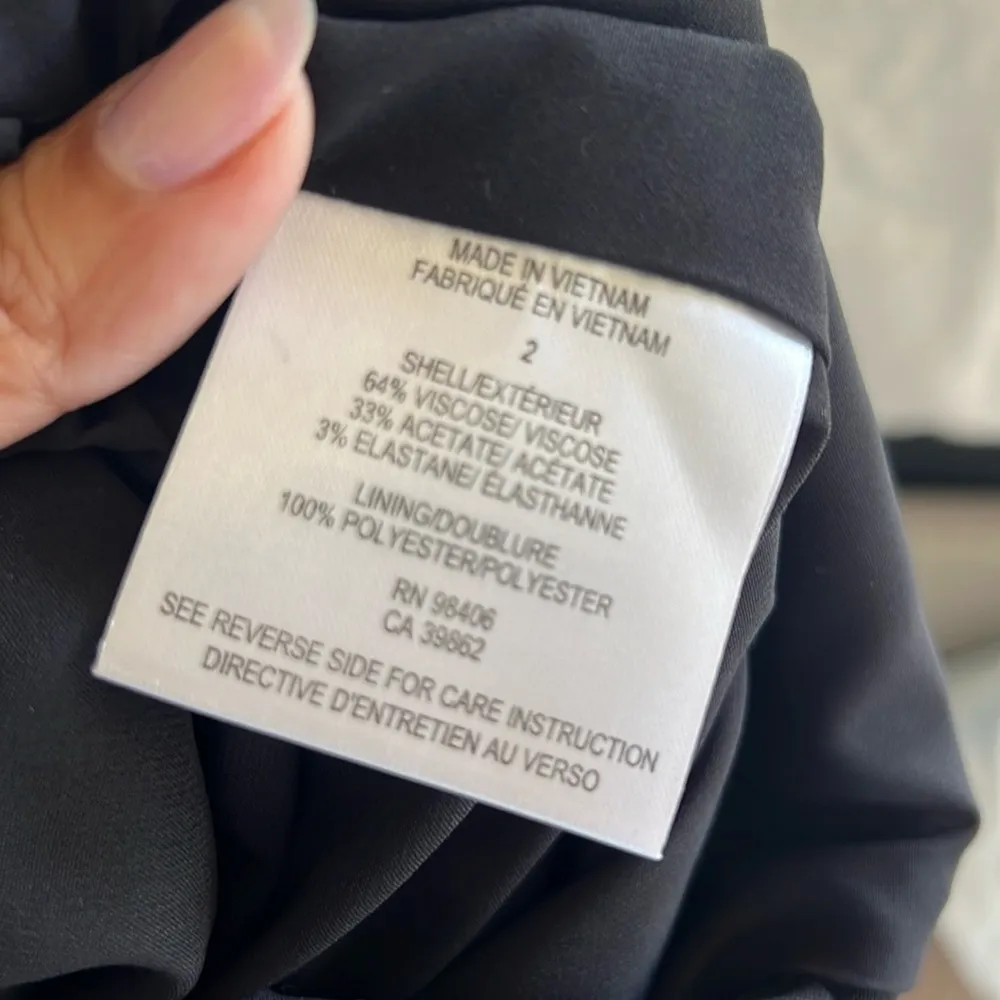 MADE IN VIETNAM
FABRIQUÉ EN VIETNAM
2
SHELL/EXTÉRIEUR
64% VISCOSE/ VISCOSE
33% ACETATE/ ACÉTATE
3% ELASTANE/ ÉLASTHANNE
LINING/DOUBLURE
100% POLYESTER/POLYESTER
RN 98406
CA 39862
SEE REVERSE SIDE FOR CARE INSTRUCTION
DIRECTIVE D'ENTRETIEN AU VERSO